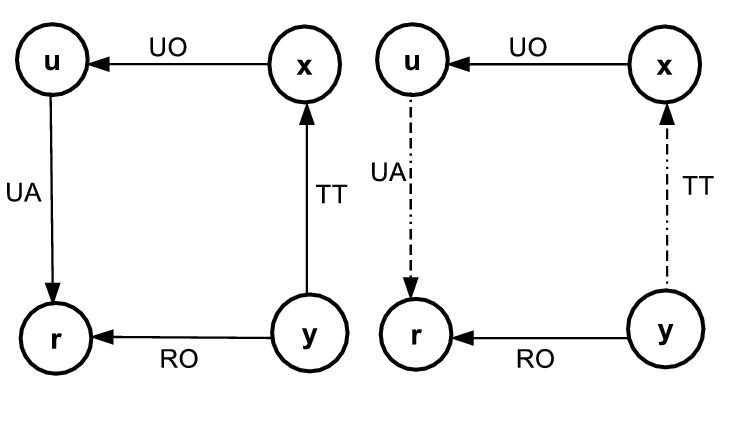 u UO x u UO x
UA TT UA TT
r RO y r RO y